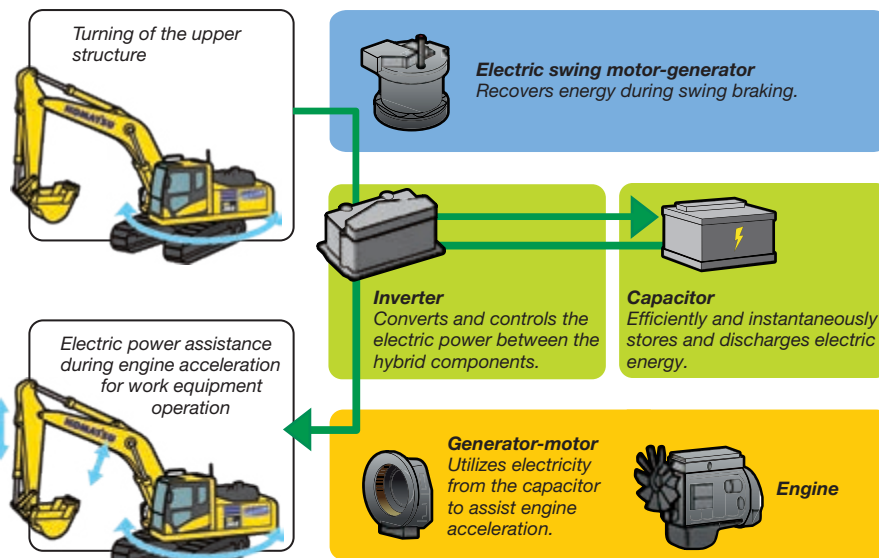 Turning of the upper
structure
KOMATSU
Electric swing motor-generator
Recovers energy during swing braking.
Inverter
Converts and controls the
electric power between the
hybrid components.
Capacitor
Efficiently and instantaneously
stores and discharges electric
energy.
Electric power assistance
during engine acceleration
for work equipment
operation
KOMATSU
Generator-motor
Utilizes electricity
from the capacitor
to assist engine
acceleration.
Engine